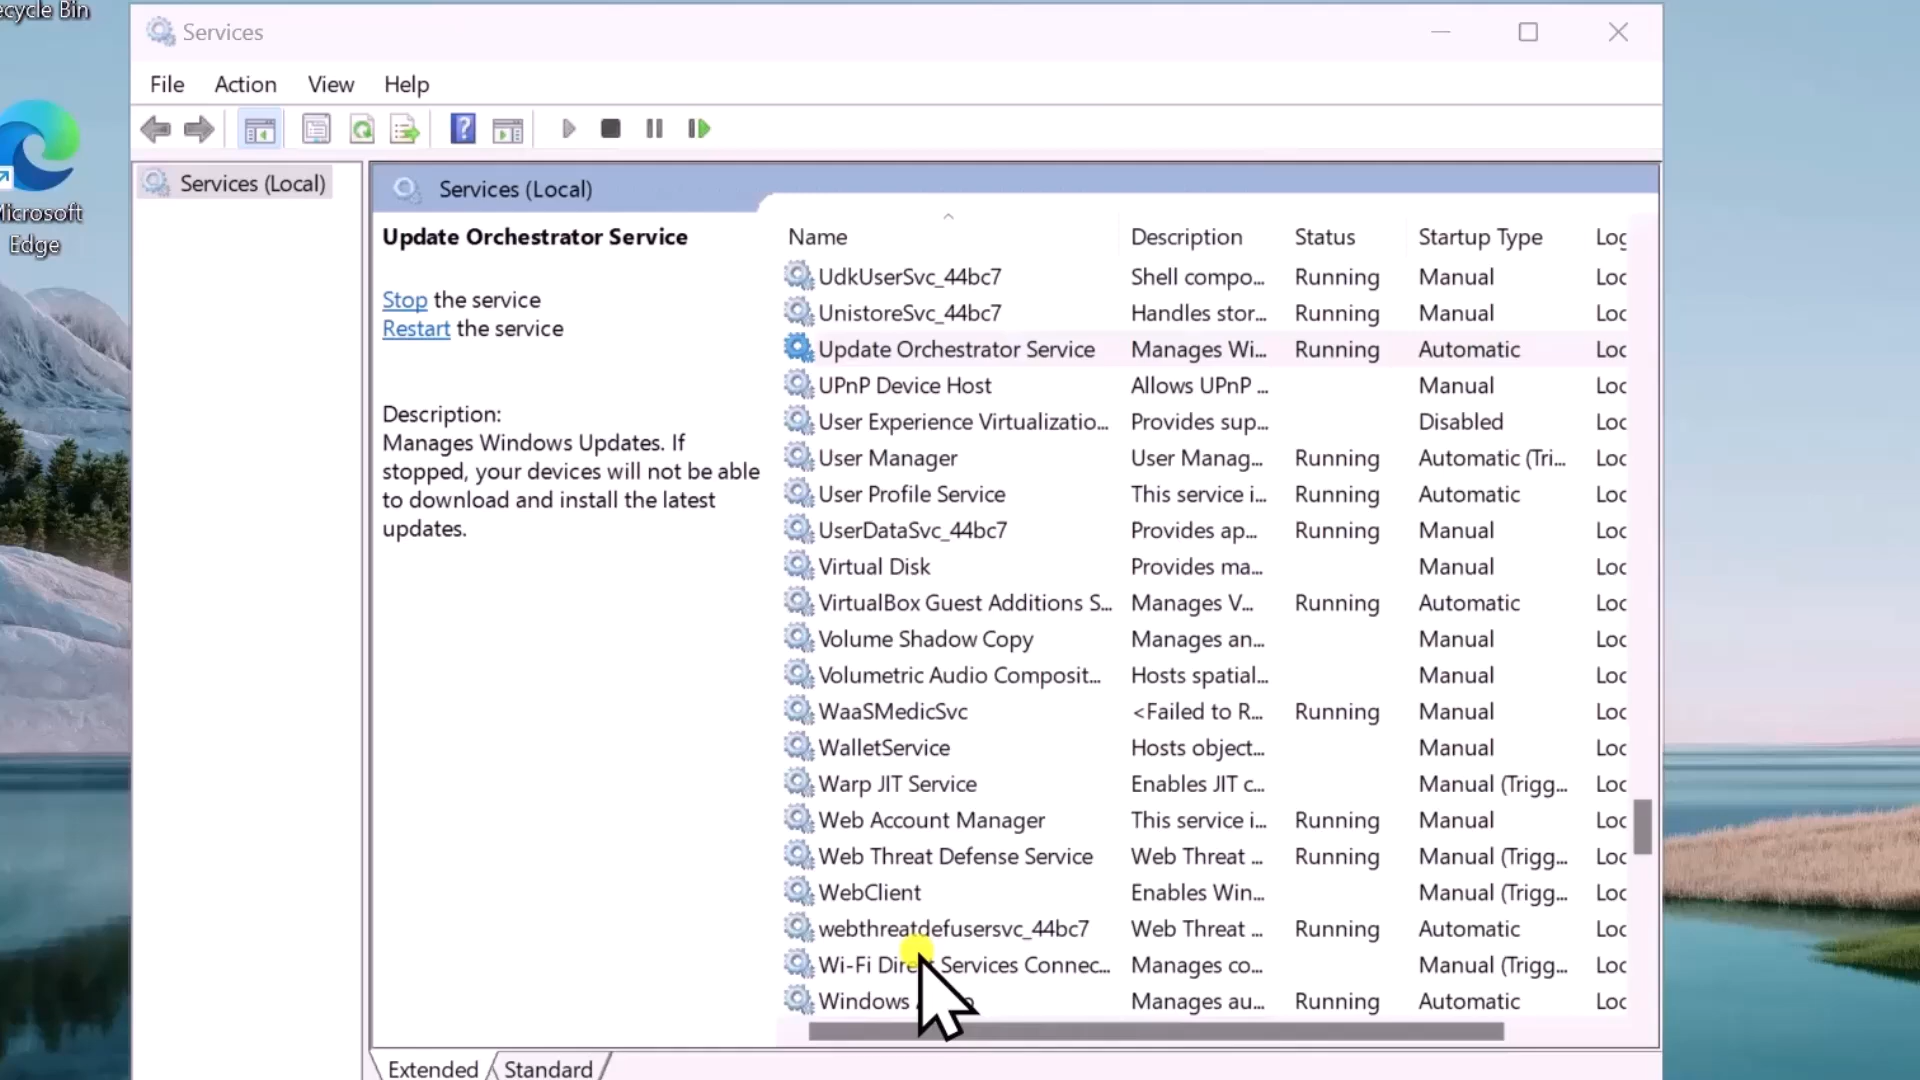 ecycle Bin
Microsoft
Edge
Services
File Action View Help
Services (Local)
Services (Local)
Update Orchestrator Service
Stop the service
Restart the service
Description:
Manages Windows Updates. If
stopped, your devices will not be able
to download and install the latest
updates.
Name Description Status Startup Type Log
UdkUserSvc_44bc7 Shell compo... Running Manual Loc
UnistoreSvc_44bc7 Handles stor... Running Manual Loc
Update Orchestrator Service Manages Wi... Running Automatic Loc
UPnP Device Host Allows UPnP ... Manual Loc
User Experience Virtualizatio... Provides sup... Disabled Loc
User Manager User Manag... Running Automatic (Tri... Loc
User Profile Service This service i... Running Automatic Loc
UserDataSvc_44bc7 Provides ap... Running Manual Loc
Virtual Disk Provides ma... Manual Loc
VirtualBox Guest Additions S... Manages V... Running Automatic Loc
Volume Shadow Copy Manages an... Manual Loc
Volumetric Audio Composit... Hosts spatial... Manual Loc
WaaSMedicSvc <Failed to R... Running Manual Loc
WalletService Hosts object... Manual Loc
Warp JIT Service Enables JIT c... Manual (Trigg... Loc
Web Account Manager This service i... Running Manual Loc
Web Threat Defense Service Web Threat ... Running Manual (Trigg... Loc
WebClient Enables Win... Manual (Trigg... Loc
webthreatdefusersvc_44bc7 Web Threat ... Running Automatic Loc
Wi-Fi Direct Services Connec... Manages co... Manual (Trigg... Loc
Windows Manages au... Running Automatic Loc
Extended Standard